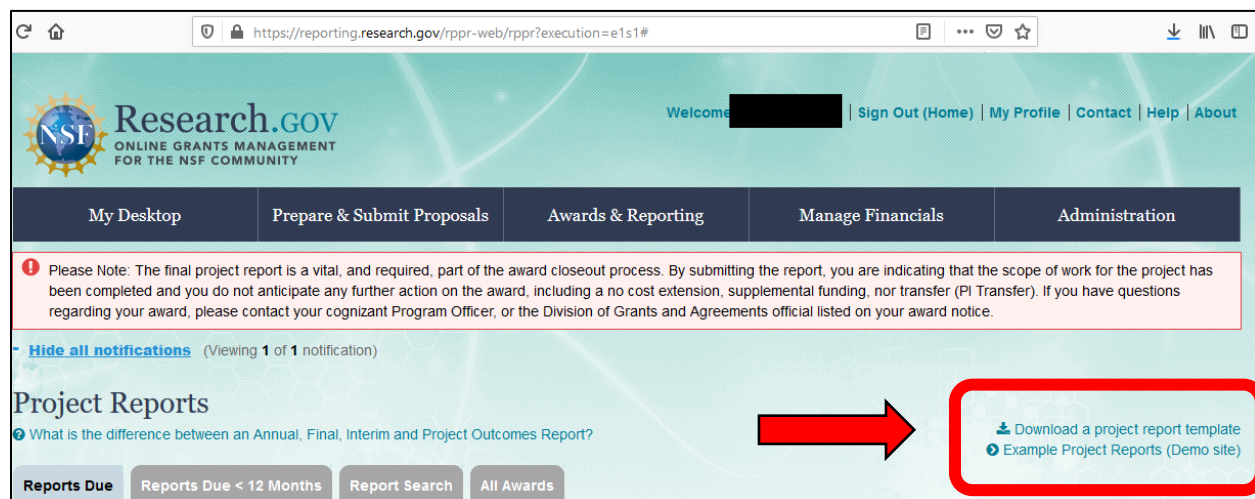 https://reporting.research.gov/rppr-web/rppr?execution=e1s1#
NSF
Research.GOV
ONLINE GRANTS MANAGEMENT
FOR THE NSF COMMUNITY
Welcome | Sign Out (Home) | My Profile | Contact | Help | About
My Desktop Prepare & Submit Proposals Awards & Reporting Manage Financials Administration
Please Note: The final project report is a vital, and required, part of the award closeout process. By submitting the report, you are indicating that the scope of work for the project has
been completed and you do not anticipate any further action on the award, including a no cost extension, supplemental funding, nor transfer (PI Transfer). If you have questions
regarding your award, please contact your cognizant Program Officer, or the Division of Grants and Agreements official listed on your award notice.
- Hide all notifications (Viewing 1 of 1 notification)
Project Reports
What is the difference between an Annual, Final, Interim and Project Outcomes Report?
Download a project report template
Example Project Reports (Demo site)
Reports Due Reports Due < 12 Months Report Search All Awards